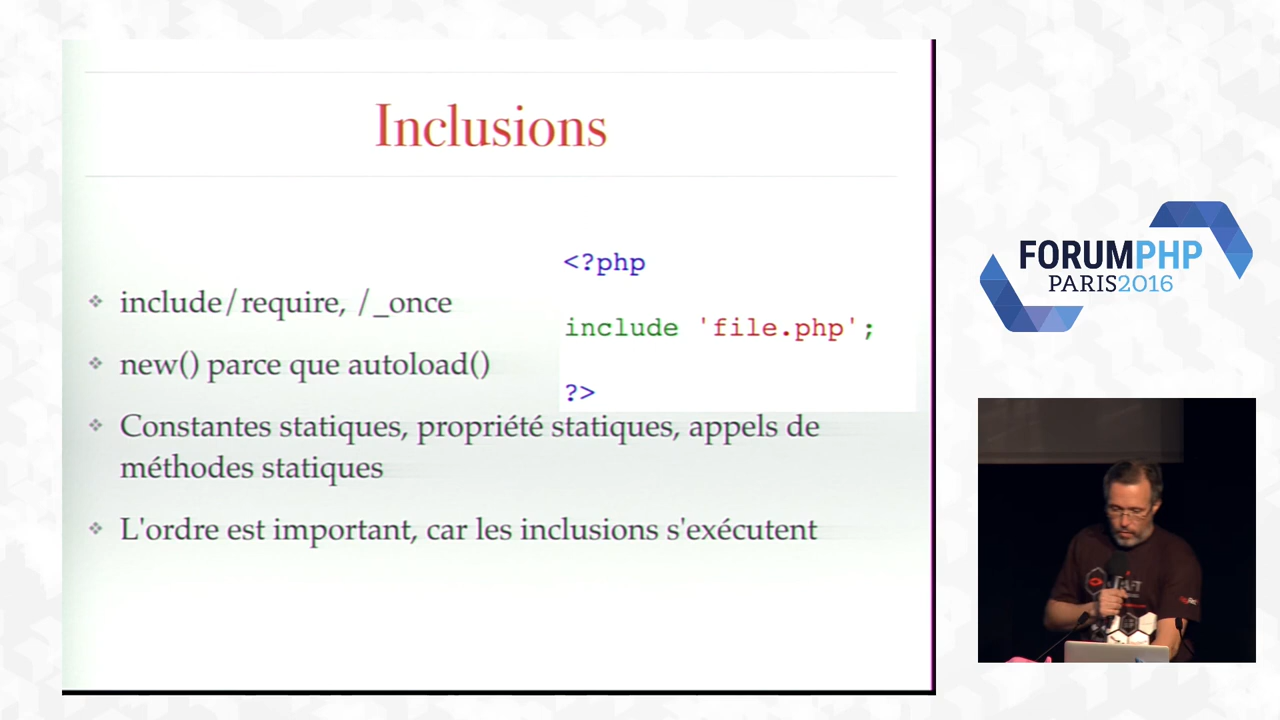 Inclusions
include/require, /_once
new() parce que autoload()
Constantes statiques, propriété statiques, appels de
méthodes statiques
L'ordre est important, car les inclusions s'exécutent
<?php
include 'file.php';
?>
FORUMPHP
PARIS2016